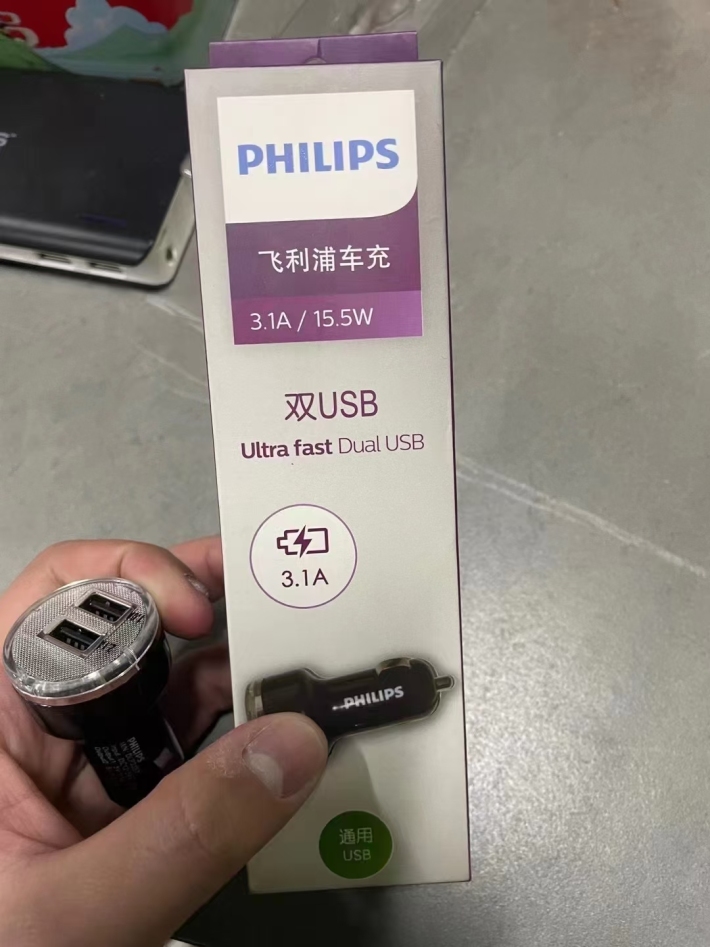 PHILIPS
飞利浦车充
3.1A / 15.5W
双USB
Ultra fast Dual USB
3.1A
PHILIPS
通用
USB
PHILIPS